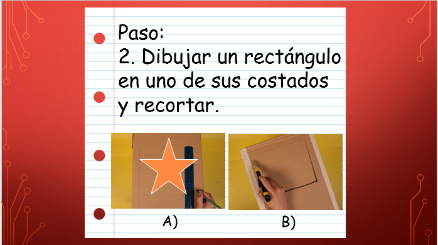 Paso:
2. Dibujar un rectángulo
en uno de sus costados
y recortar.
A)
B)